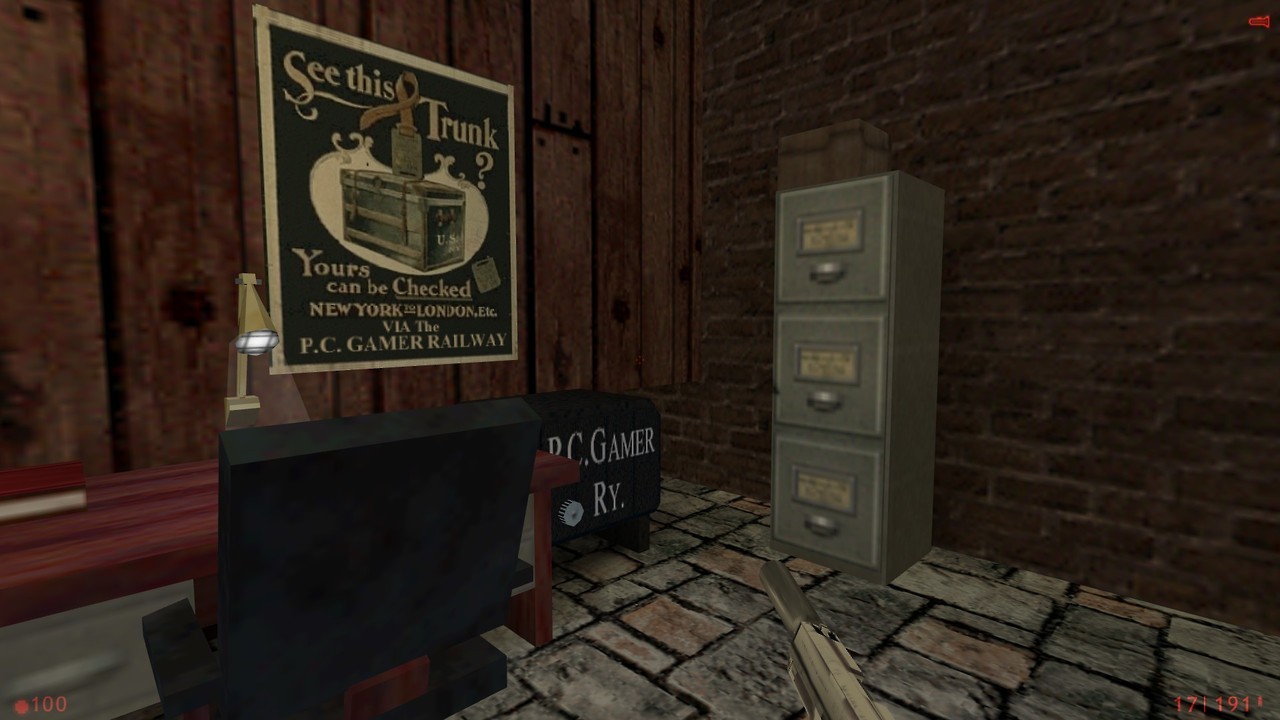 See this
Trunk
?
U.S.
Yours
can be Checked
NEW YORK TO LONDON, Etc.
VIA The
P.C. GAMER RAILWAY
P.C. GAMER
RY.
100
17|191